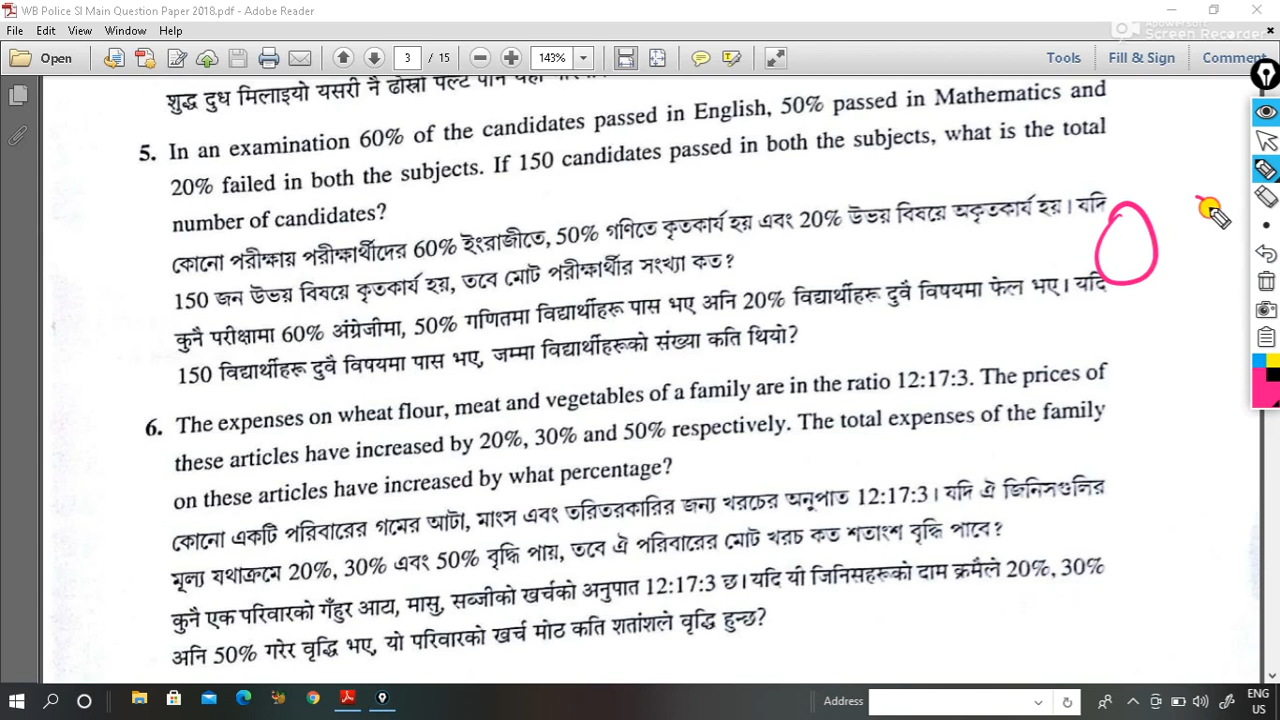 WB Police SI Main Question Paper 2018.pdf - Adobe Reader
File Edit View Window Help
Apowersoft
Screen Recorder
Open 3 / 15 143% Tools Fill & Sign Comment
शुद्ध दुध मिलाइयो यसरी नै
5. In an examination 60% of the candidates passed in English, 50% passed in Mathematics and
20% failed in both the subjects. If 150 candidates passed in both the subjects, what is the total
number of candidates?
কোনো পরীক্ষায় পরীক্ষার্থীদের 60% ইংরাজীতে, 50% গণিতে কৃতকার্য হয় এবং 20% উভয় বিষয়ে অকৃতকার্য হয়। যদি
150 জন উভয় বিষয়ে কৃতকার্য হয়, তবে মোট পরীক্ষার্থীর সংখ্যা কত?
कुनै परीक्षामा 60% अंग्रेजीमा, 50% गणितमा विद्यार्थीहरू पास भए अनि 20% विद्यार्थीहरू दुवै विषयमा फेल भए। यदि
150 विद्यार्थीहरू दुवै विषयमा पास भए, जम्मा विद्यार्थीहरूको संख्या कति थियो?
6. The expenses on wheat flour, meat and vegetables of a family are in the ratio 12:17:3. The prices of
these articles have increased by 20%, 30% and 50% respectively. The total expenses of the family
on these articles have increased by what percentage?
কোনো একটি পরিবারের গমের আটা, মাংস এবং তরিতরকারির জন্য খরচের অনুপাত 12:17:3। যদি ঐ জিনিসগুলির
মূল্য যথাক্রমে 20%, 30% এবং 50% বৃদ্ধি পায়, তবে ঐ পরিবারের মোট খরচ কত শতাংশ বৃদ্ধি পাবে?
कुनै एक परिवारको गहुँर आटा, मासु, सब्जीको खर्चको अनुपात 12:17:3 छ। यदि यी जिनिसहरूको दाम क्रमैले 20%, 30%
अनि 50% गरेर वृद्धि भए, यो परिवारको खर्च मोठ कति शतांशले वृद्धि हुन्छ?
Address ENG
US